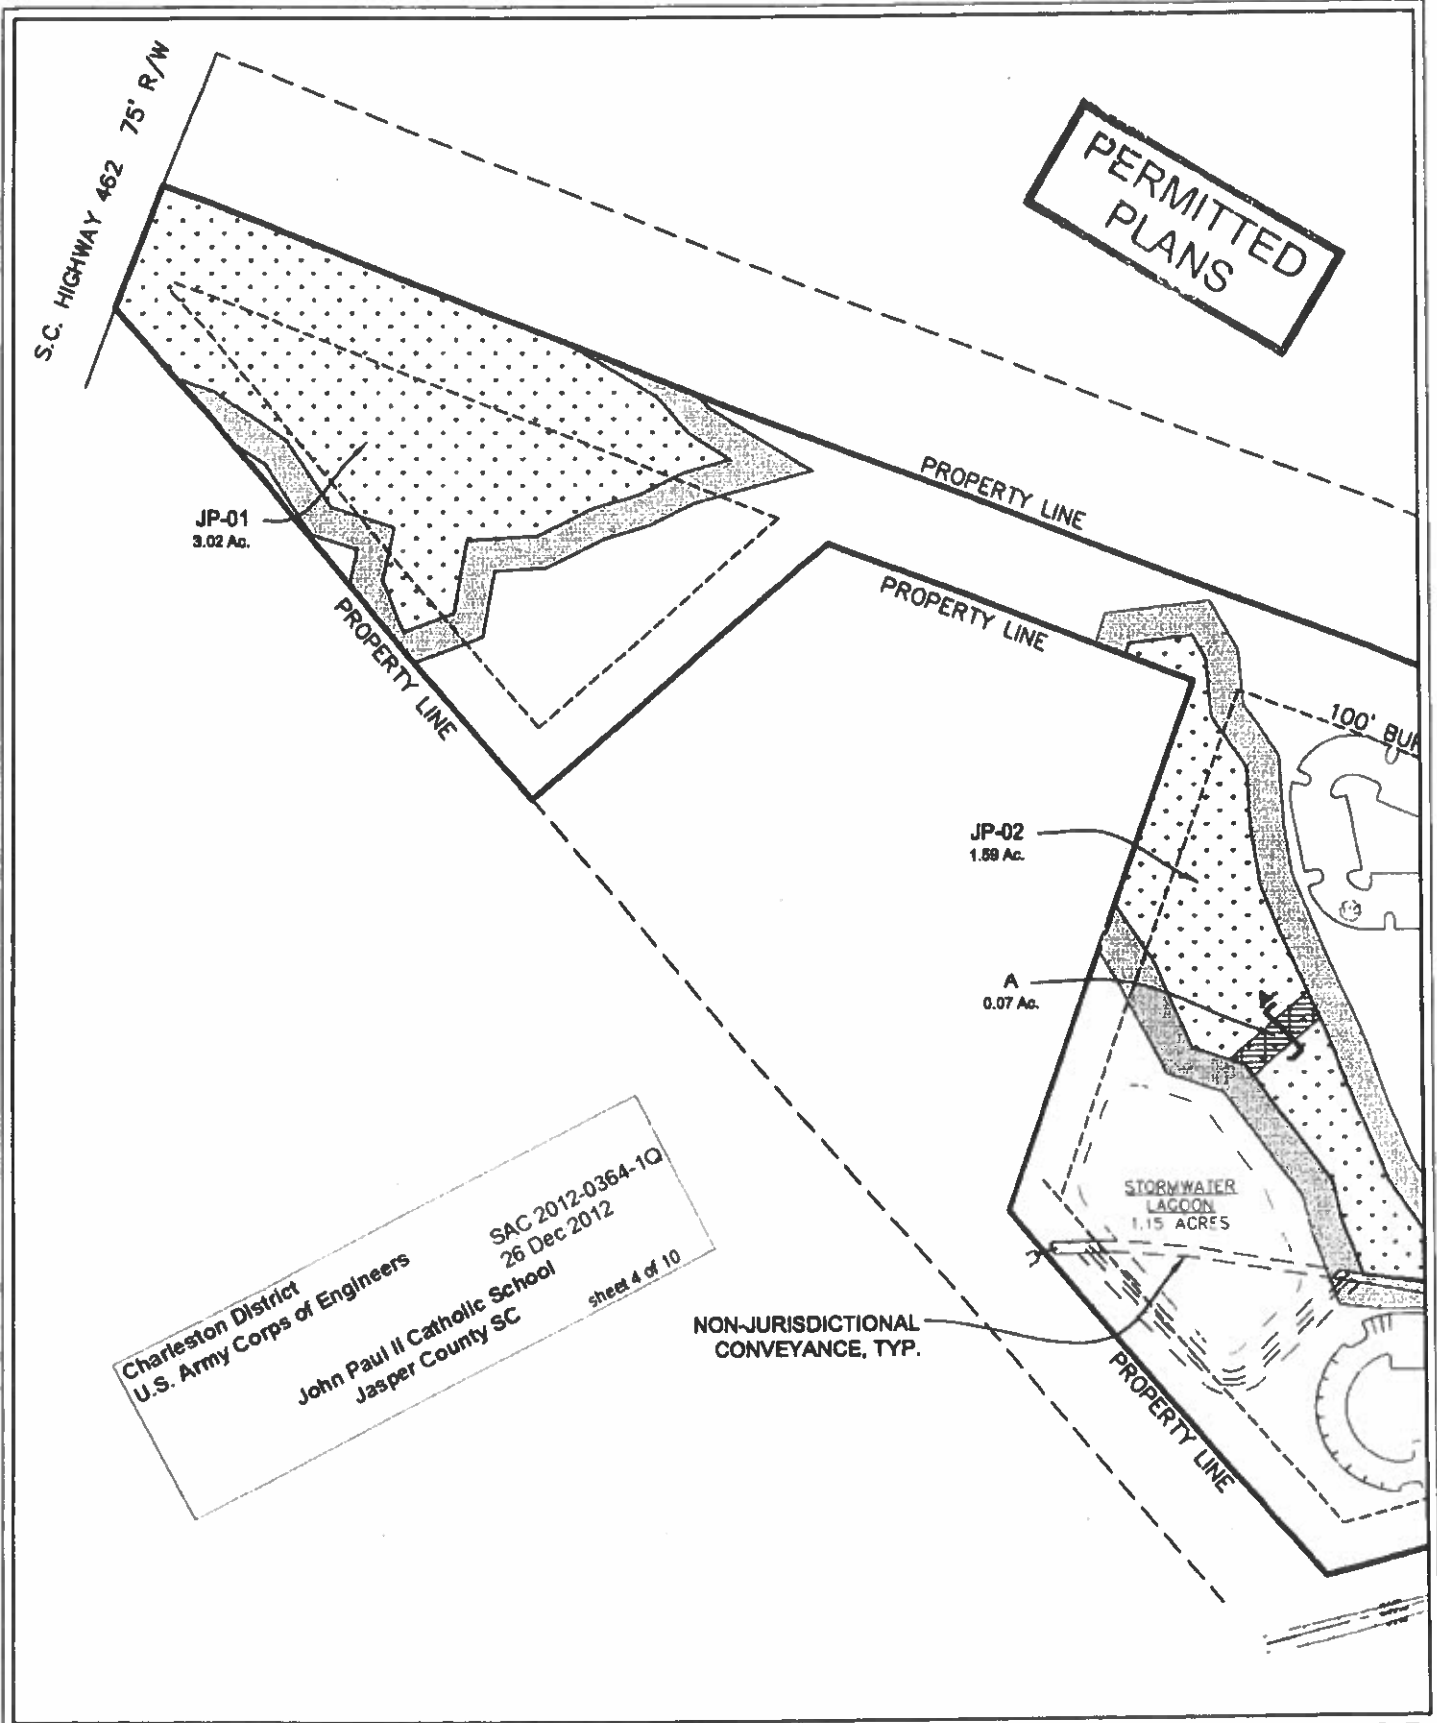 S.C. HIGHWAY 462 75' R/W
PERMITTED
PLANS
PROPERTY LINE
JP-01
3.02 Ac.
PROPERTY LINE
PROPERTY LINE
100' BUF
JP-02
1.59 Ac.
A
0.07 Ac.
STORMWATER
LAGOON
1.15 ACRES
NON-JURISDICTIONAL
CONVEYANCE, TYP.
PROPERTY LINE
Charleston District
U.S. Army Corps of Engineers
SAC 2012-0364-1Q
26 Dec 2012
John Paul II Catholic School
Jasper County SC
sheet 4 of 10